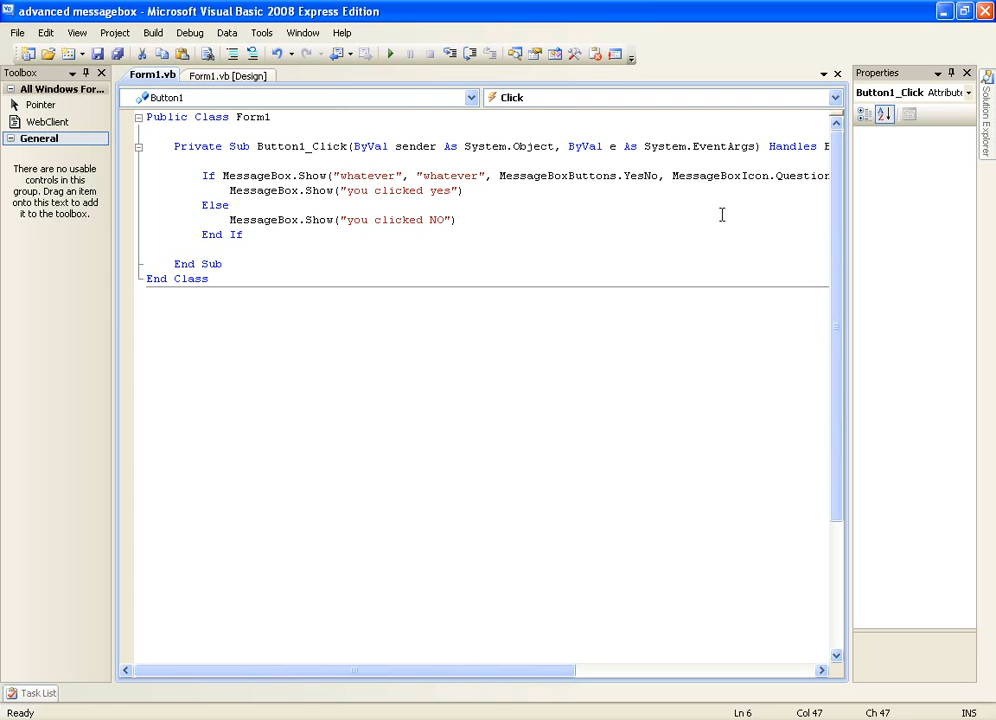 advanced messagebox - Microsoft Visual Basic 2008 Express Edition
File Edit View Project Build Debug Data Tools Window Help
Toolbox
All Windows For...
Pointer
WebClient
General
There are no usable
controls in this
group. Drag an item
onto this text to add
it to the toolbox.
Form1.vb Form1.vb [Design]
Button1 Click
Public Class Form1
Private Sub Button1_Click(ByVal sender As System.Object, ByVal e As System.EventArgs) Handles B
If MessageBox.Show("whatever", "whatever", MessageBoxButtons.YesNo, MessageBoxIcon.Question
MessageBox.Show("you clicked yes")
Else
MessageBox.Show("you clicked NO")
End If
End Sub
End Class
Properties
Button1_Click Attribut
Solution Explorer
Task List
Ready Ln 6 Col 47 Ch 47 INS